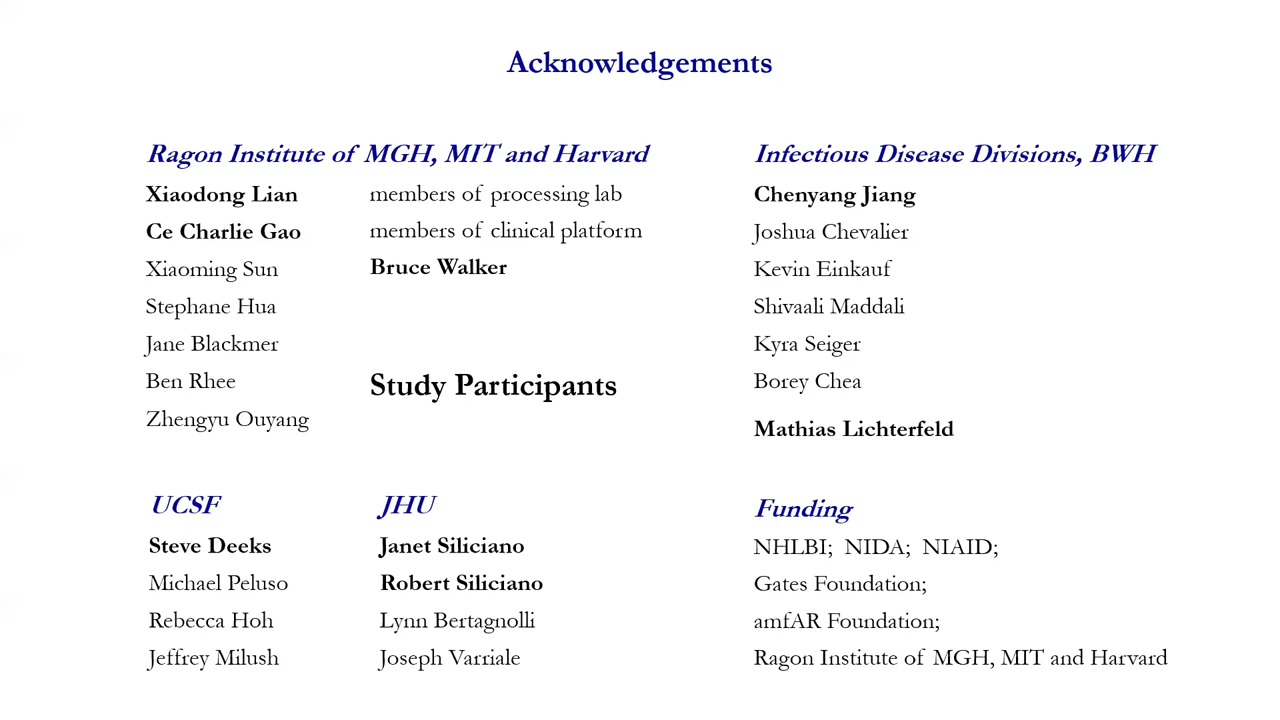 Acknowledgements
Ragon Institute of MGH, MIT and Harvard
Xiaodong Lian
Ce Charlie Gao
Xiaoming Sun
Stephane Hua
Jane Blackmer
Ben Rhee
Zhengyu Ouyang
members of processing lab
members of clinical platform
Bruce Walker
Study Participants
Infectious Disease Divisions, BWH
Chenyang Jiang
Joshua Chevalier
Kevin Einkauf
Shivaali Maddali
Kyra Seiger
Borey Chea
Mathias Lichterfeld
UCSF
Steve Deeks
Michael Peluso
Rebecca Hoh
Jeffrey Milush
JHU
Janet Siliciano
Robert Siliciano
Lynn Bertagnolli
Joseph Varriale
Funding
NHLBI; NIDA; NIAID;
Gates Foundation;
amfAR Foundation;
Ragon Institute of MGH, MIT and Harvard